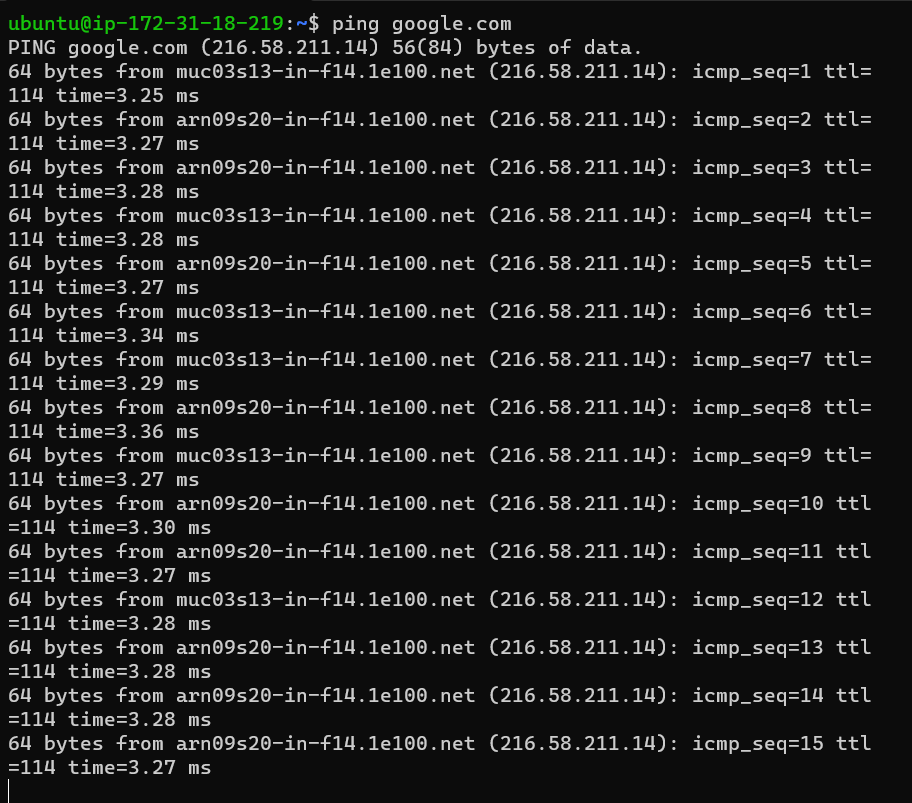 ubuntu@ip-172-31-18-219:~$ ping google.com
PING google.com (216.58.211.14) 56(84) bytes of data.
64 bytes from muc03s13-in-f14.1e100.net (216.58.211.14): icmp_seq=1 ttl=
114 time=3.25 ms
64 bytes from arn09s20-in-f14.1e100.net (216.58.211.14): icmp_seq=2 ttl=
114 time=3.27 ms
64 bytes from arn09s20-in-f14.1e100.net (216.58.211.14): icmp_seq=3 ttl=
114 time=3.28 ms
64 bytes from muc03s13-in-f14.1e100.net (216.58.211.14): icmp_seq=4 ttl=
114 time=3.28 ms
64 bytes from arn09s20-in-f14.1e100.net (216.58.211.14): icmp_seq=5 ttl=
114 time=3.27 ms
64 bytes from muc03s13-in-f14.1e100.net (216.58.211.14): icmp_seq=6 ttl=
114 time=3.34 ms
64 bytes from muc03s13-in-f14.1e100.net (216.58.211.14): icmp_seq=7 ttl=
114 time=3.29 ms
64 bytes from arn09s20-in-f14.1e100.net (216.58.211.14): icmp_seq=8 ttl=
114 time=3.36 ms
64 bytes from muc03s13-in-f14.1e100.net (216.58.211.14): icmp_seq=9 ttl=
114 time=3.27 ms
64 bytes from arn09s20-in-f14.1e100.net (216.58.211.14): icmp_seq=10 ttl
=114 time=3.30 ms
64 bytes from arn09s20-in-f14.1e100.net (216.58.211.14): icmp_seq=11 ttl
=114 time=3.27 ms
64 bytes from muc03s13-in-f14.1e100.net (216.58.211.14): icmp_seq=12 ttl
=114 time=3.28 ms
64 bytes from arn09s20-in-f14.1e100.net (216.58.211.14): icmp_seq=13 ttl
=114 time=3.28 ms
64 bytes from arn09s20-in-f14.1e100.net (216.58.211.14): icmp_seq=14 ttl
=114 time=3.28 ms
64 bytes from arn09s20-in-f14.1e100.net (216.58.211.14): icmp_seq=15 ttl
=114 time=3.27 ms